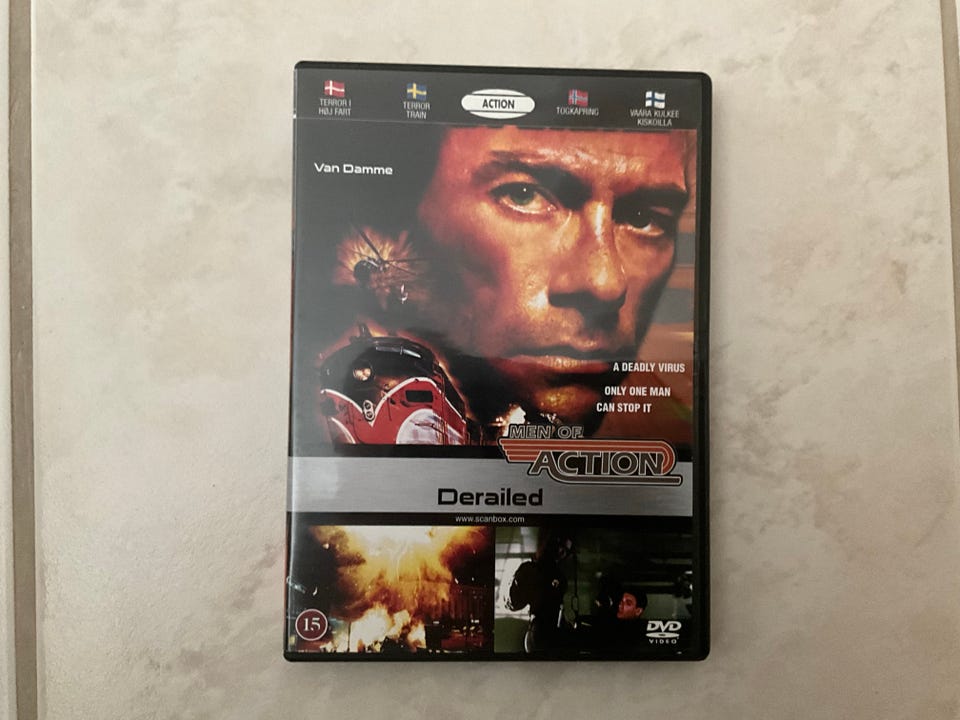 TERROR I
HØJ FART
TERROR
TRAIN
ACTION
TOGKAPRING
VAARA KULKEE
KISKOILLA
Van Damme
A DEADLY VIRUS
ONLY ONE MAN
CAN STOP IT
MEN OF
ACTION
Derailed
www.scanbox.com
15
DVD
VIDEO